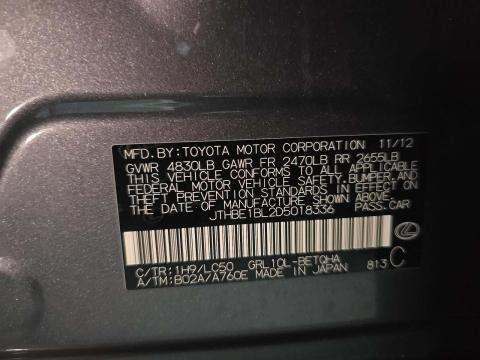 MFD.BY:TOYOTA MOTOR CORPORATION 11/12
GVWR 4830LB GAWR FR 2470LB RR 2655LB
THIS VEHICLE CONFORMS TO ALL APPLICABLE
FEDERAL MOTOR VEHICLE SAFETY,BUMPER,AND
THEFT PREVENTION STANDARDS IN EFFECT ON
THE DATE OF MANUFACTURE SHOWN ABOVE.
JTHBE1BL2D5018336 PASS.CAR
C/TR:1H9/LC50 GRL10L-BETQHA
A/TM:B02A/A760E MADE IN JAPAN 813 C